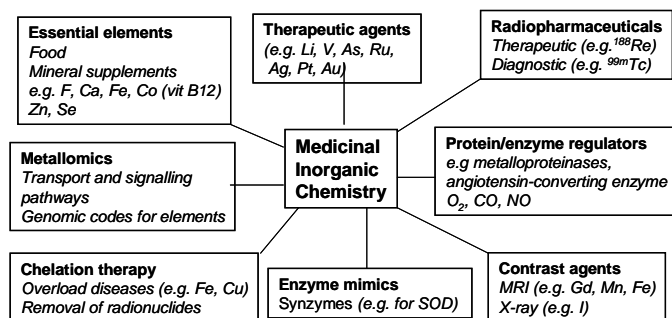 Essential elements
Food
Mineral supplements
e.g. F, Ca, Fe, Co (vit B12)
Zn, Se
Therapeutic agents
(e.g. Li, V, As, Ru,
Ag, Pt, Au)
Radiopharmaceuticals
Therapeutic (e.g.¹⁸⁸Re)
Diagnostic (e.g. ⁹⁹ᵐTc)
Medicinal
Inorganic
Chemistry
Metallomics
Transport and signalling
pathways
Genomic codes for elements
Protein/enzyme regulators
e.g metalloproteinases,
angiotensin-converting enzyme
O₂, CO, NO
Chelation therapy
Overload diseases (e.g. Fe, Cu)
Removal of radionuclides
Enzyme mimics
Synzymes (e.g. for SOD)
Contrast agents
MRI (e.g. Gd, Mn, Fe)
X-ray (e.g. I)